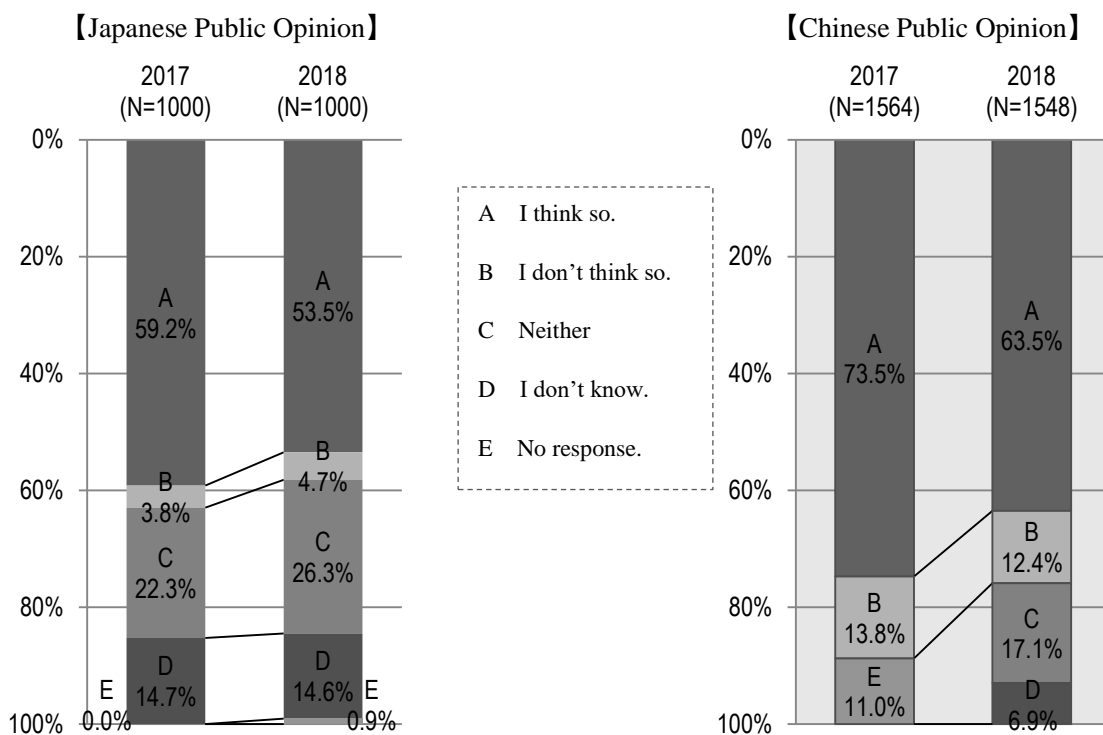 【Japanese Public Opinion】
2017
(N=1000)
2018
(N=1000)
0%
20%
40%
60%
80%
100%
A
59.2%
B
3.8%
C
22.3%
D
14.7%
E
0.0%
A
53.5%
B
4.7%
C
26.3%
D
14.6%
E
0.9%
A I think so.
B I don’t think so.
C Neither
D I don’t know.
E No response.
【Chinese Public Opinion】
2017
(N=1564)
2018
(N=1548)
0%
20%
40%
60%
80%
100%
A
73.5%
B
13.8%
E
11.0%
A
63.5%
B
12.4%
C
17.1%
D
6.9%